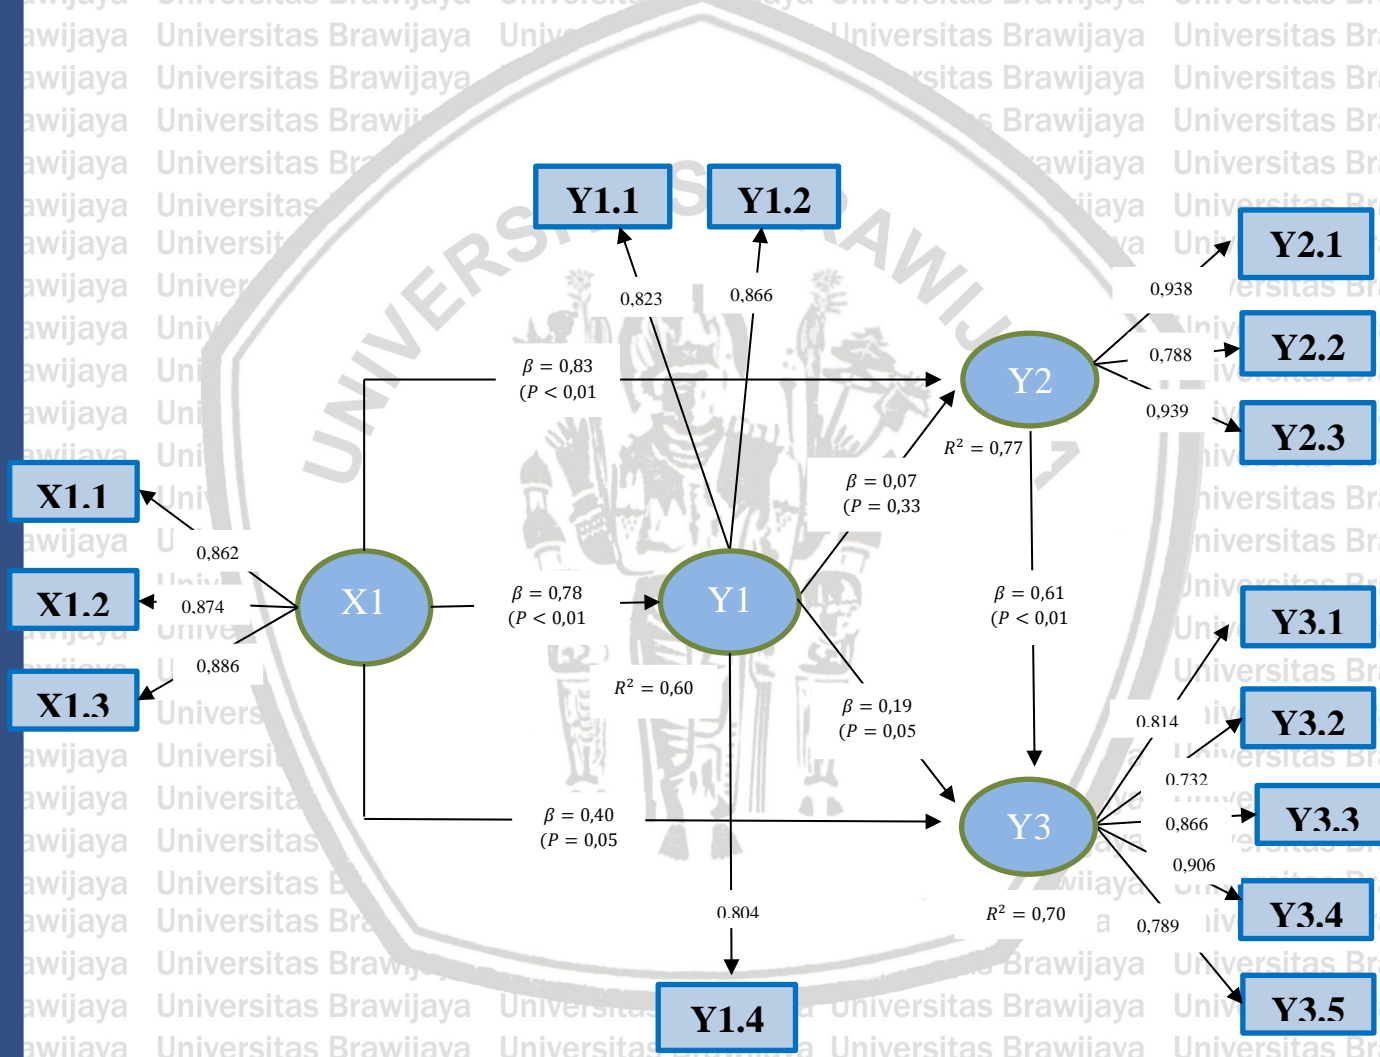 Y1.1
Y1.2
Y2.1
0,938
0,823
0,866
Y2.2
0,788
β = 0,83
(P < 0,01
Y2
0,939
Y2.3
R² = 0,77
β = 0,07
(P = 0,33
X1.1
0,862
X1.2
0.874
X1
β = 0,78
(P < 0,01
Y1
β = 0,61
(P < 0,01
Y3.1
0,886
X1.3
R² = 0,60
β = 0,19
(P = 0,05
0.814
Y3.2
0.732
β = 0,40
(P = 0,05
Y3
0,866
Y3.3
0,906
0.804
R² = 0,70
0,789
Y3.4
Y1.4
Y3.5
UNIVERSITAS BRAWIJAYA
Universitas Brawijaya